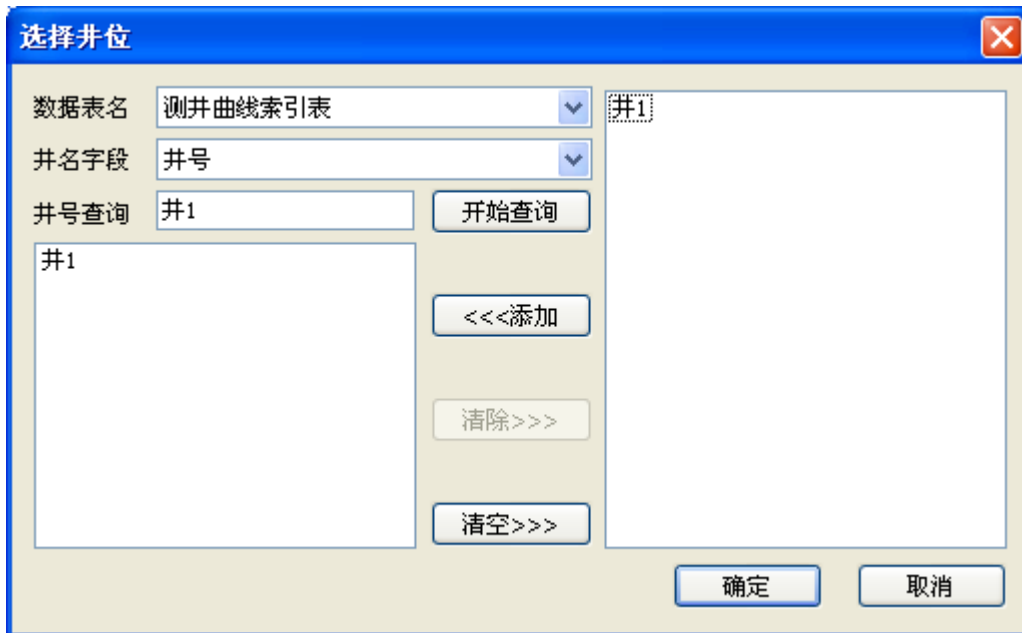 选择井位
数据表名 测井曲线索引表
井名字段 井号
井号查询 井1 开始查询
井1
井1
<<<添加
清除>>>
清空>>>
确定 取消